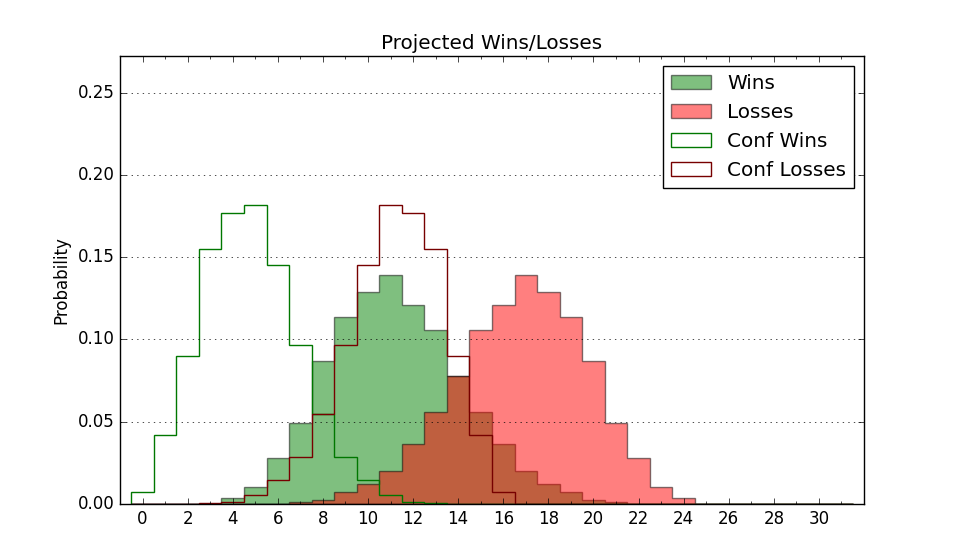 Projected Wins/Losses
0.25
0.20
0.15
0.10
0.05
0.00
Probability
Wins
Losses
Conf Wins
Conf Losses
0 2 4 6 8 10 12 14 16 18 20 22 24 26 28 30